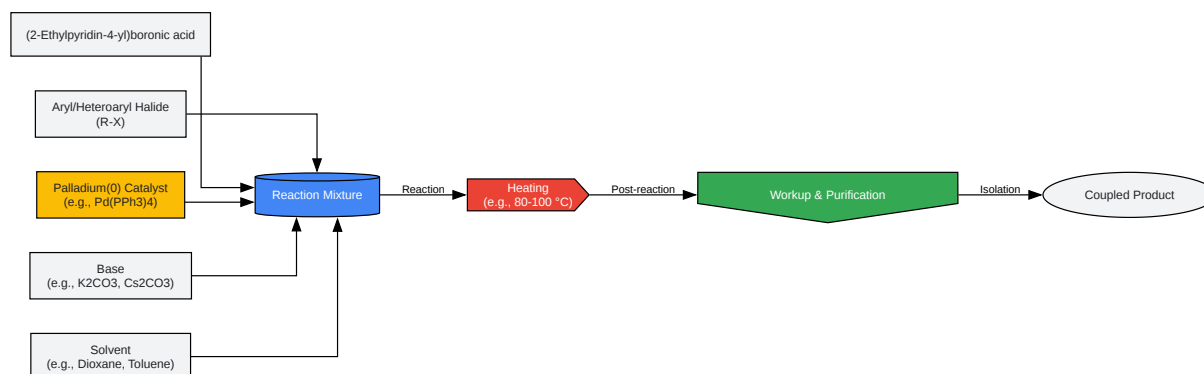 (2-Ethylpyridin-4-yl)boronic acid
Aryl/Heteroaryl Halide
(R-X)
Palladium(0) Catalyst
(e.g., Pd(PPh3)4)
Reaction Mixture
Reaction
Heating
(e.g., 80-100 °C)
Post-reaction
Workup & Purification
Isolation
Coupled Product
Base
(e.g., K2CO3, Cs2CO3)
Solvent
(e.g., Dioxane, Toluene)